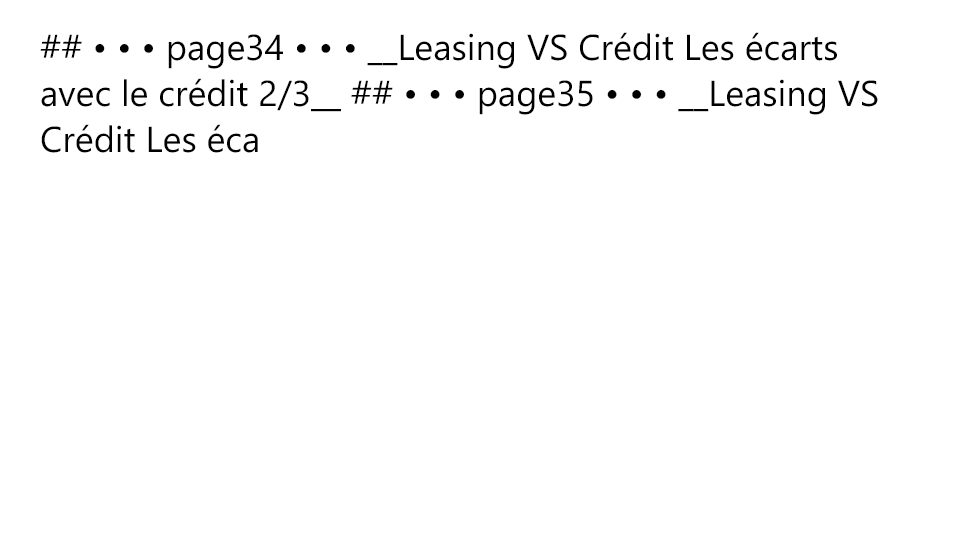 ## • • • page34 • • • __Leasing VS Crédit Les écarts
avec le crédit 2/3__ ## • • • page35 • • • __Leasing VS
Crédit Les éca